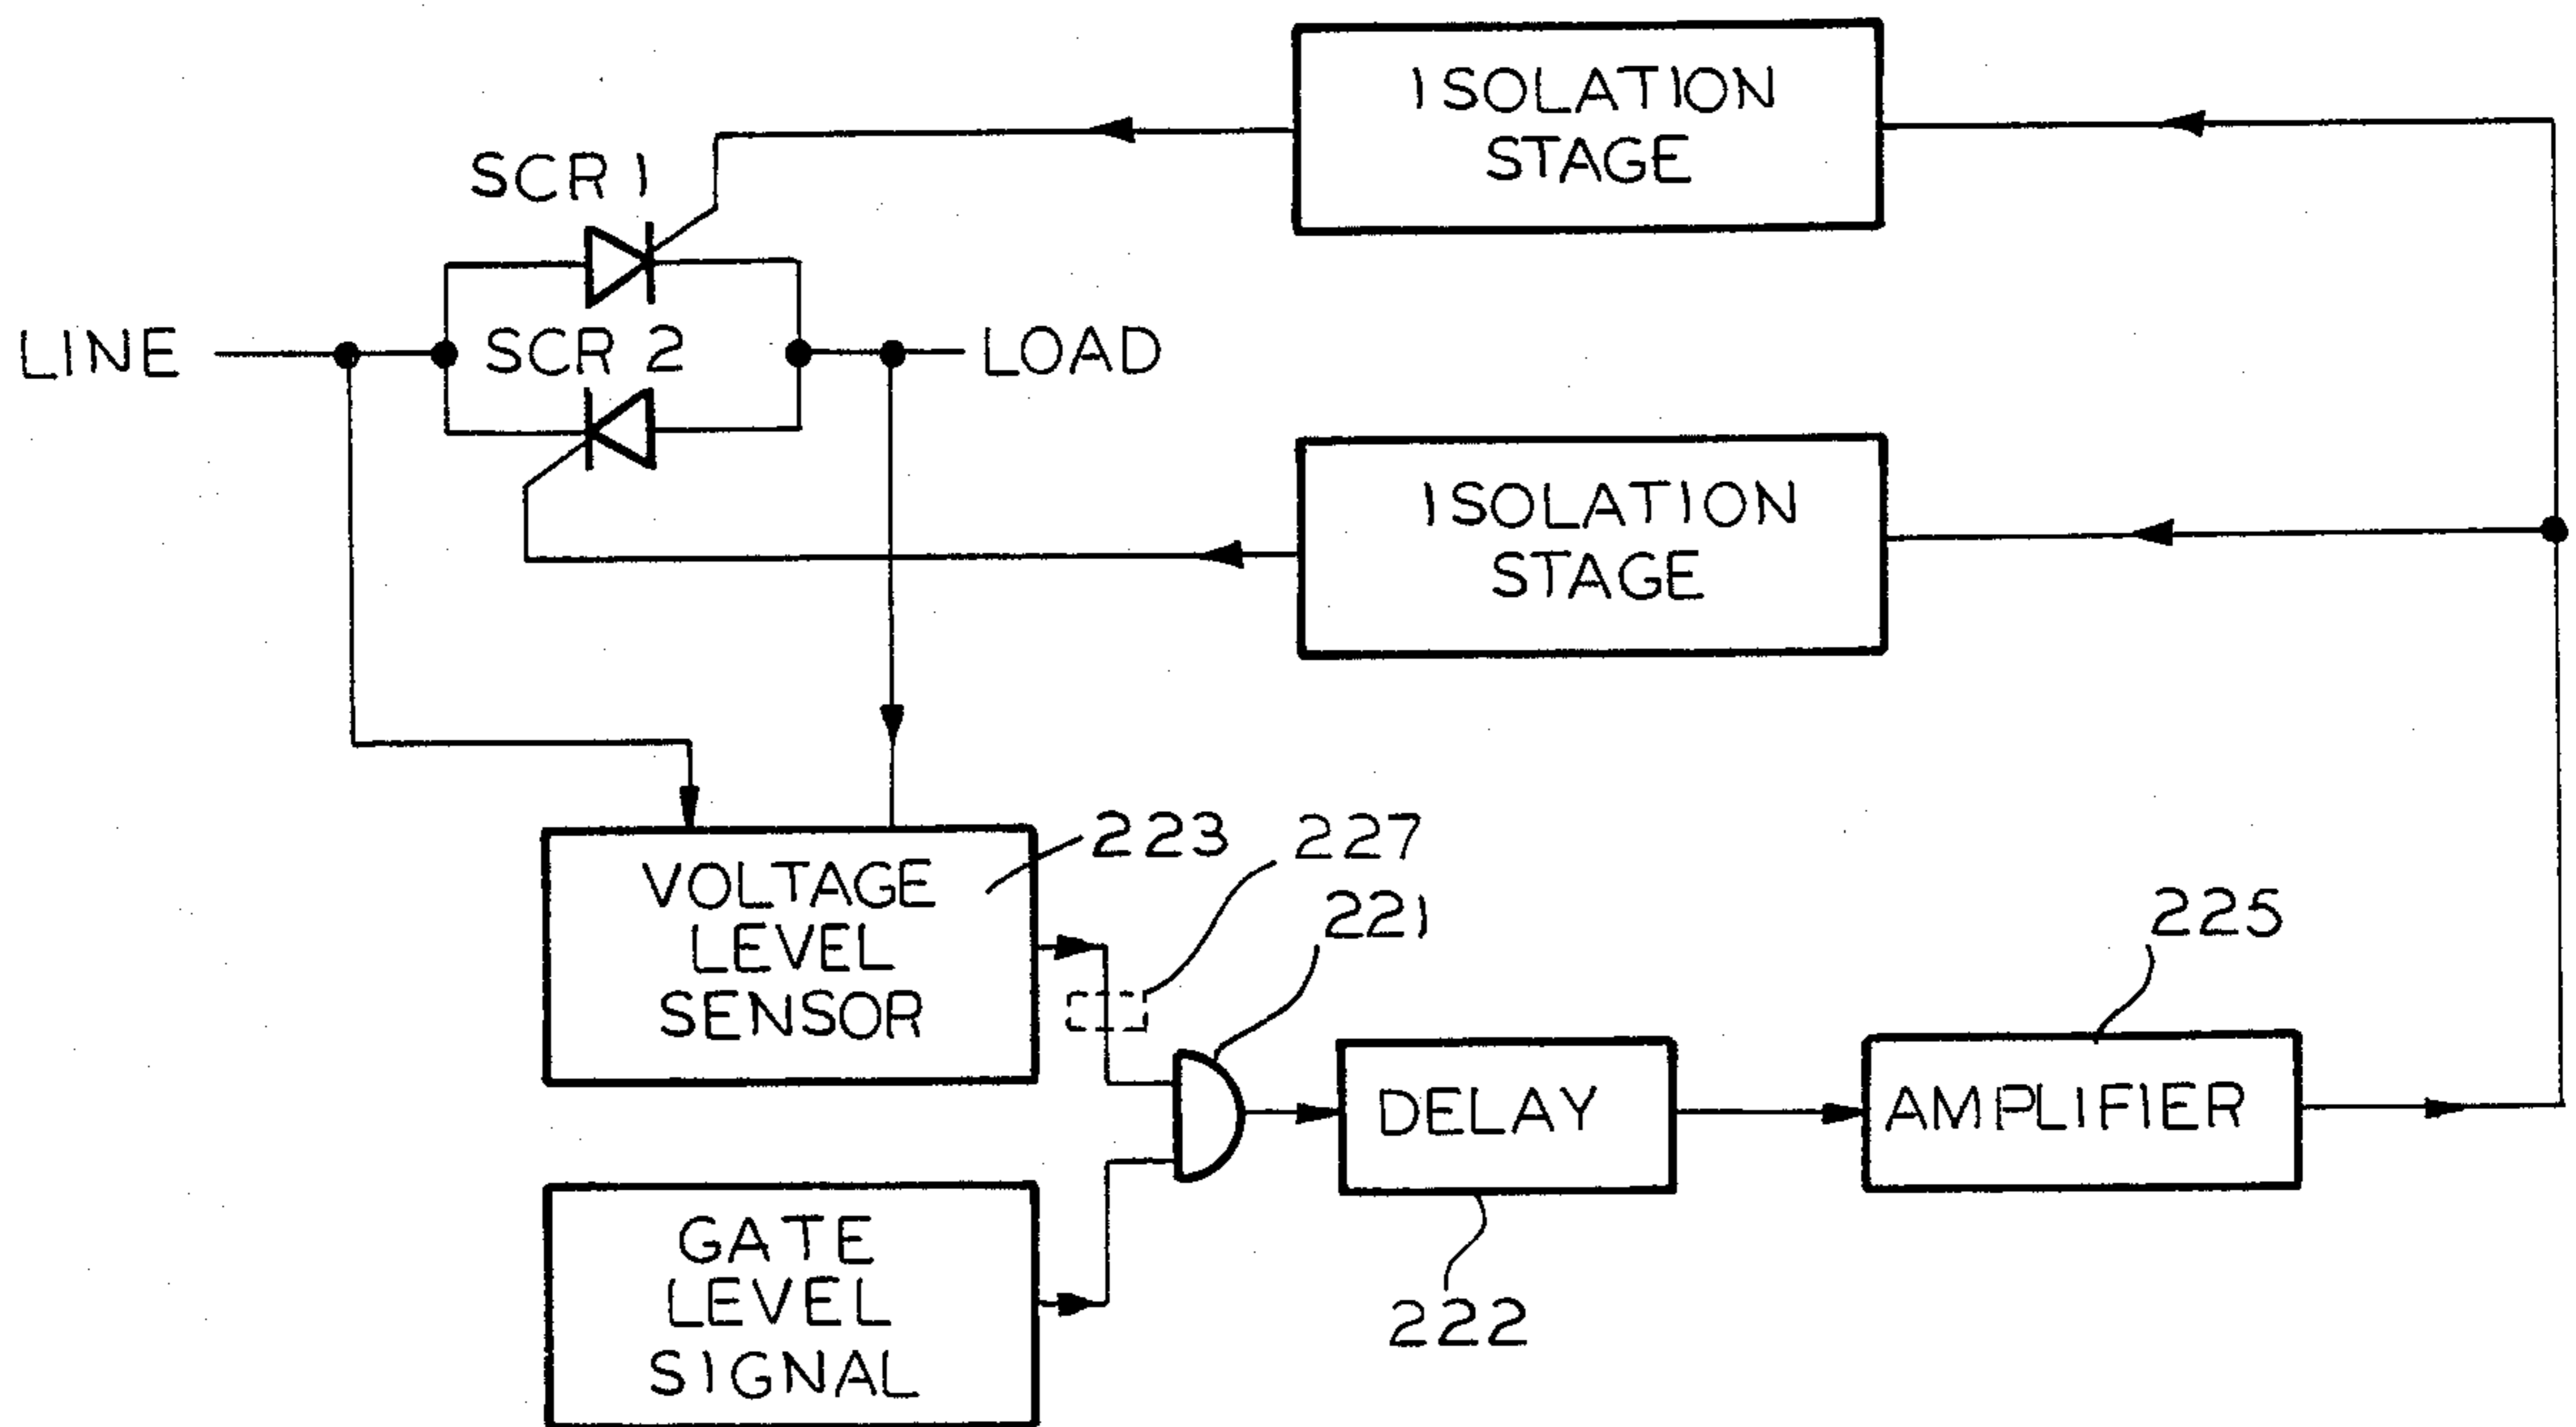 ISOLATION
STAGE
SCR 1
LINE
SCR 2
LOAD
ISOLATION
STAGE
VOLTAGE
LEVEL
SENSOR
223
227
221
225
DELAY
AMPLIFIER
GATE
LEVEL
SIGNAL
222